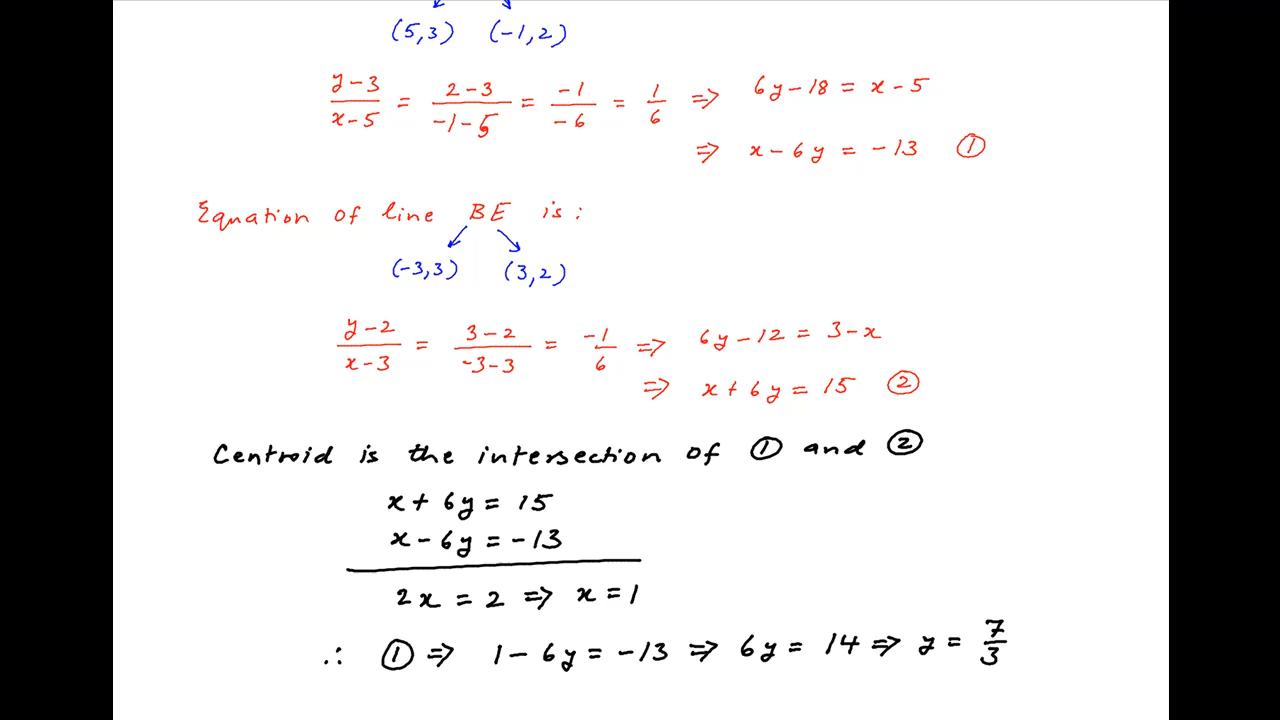 (5,3) (-1,2)
y-3/x-5 = 2-3/-1-5 = -1/-6 = 1/6 ⇒ 6y-18 = x-5
⇒ x-6y = -13 ①
Equation of line BE is:
(-3,3) (3,2)
y-2/x-3 = 3-2/-3-3 = -1/6 ⇒ 6y-12 = 3-x
⇒ x+6y = 15 ②
Centroid is the intersection of ① and ②
x+6y = 15
x-6y = -13
2x = 2 ⇒ x = 1
∴ ① ⇒ 1-6y = -13 ⇒ 6y = 14 ⇒ y = 7/3